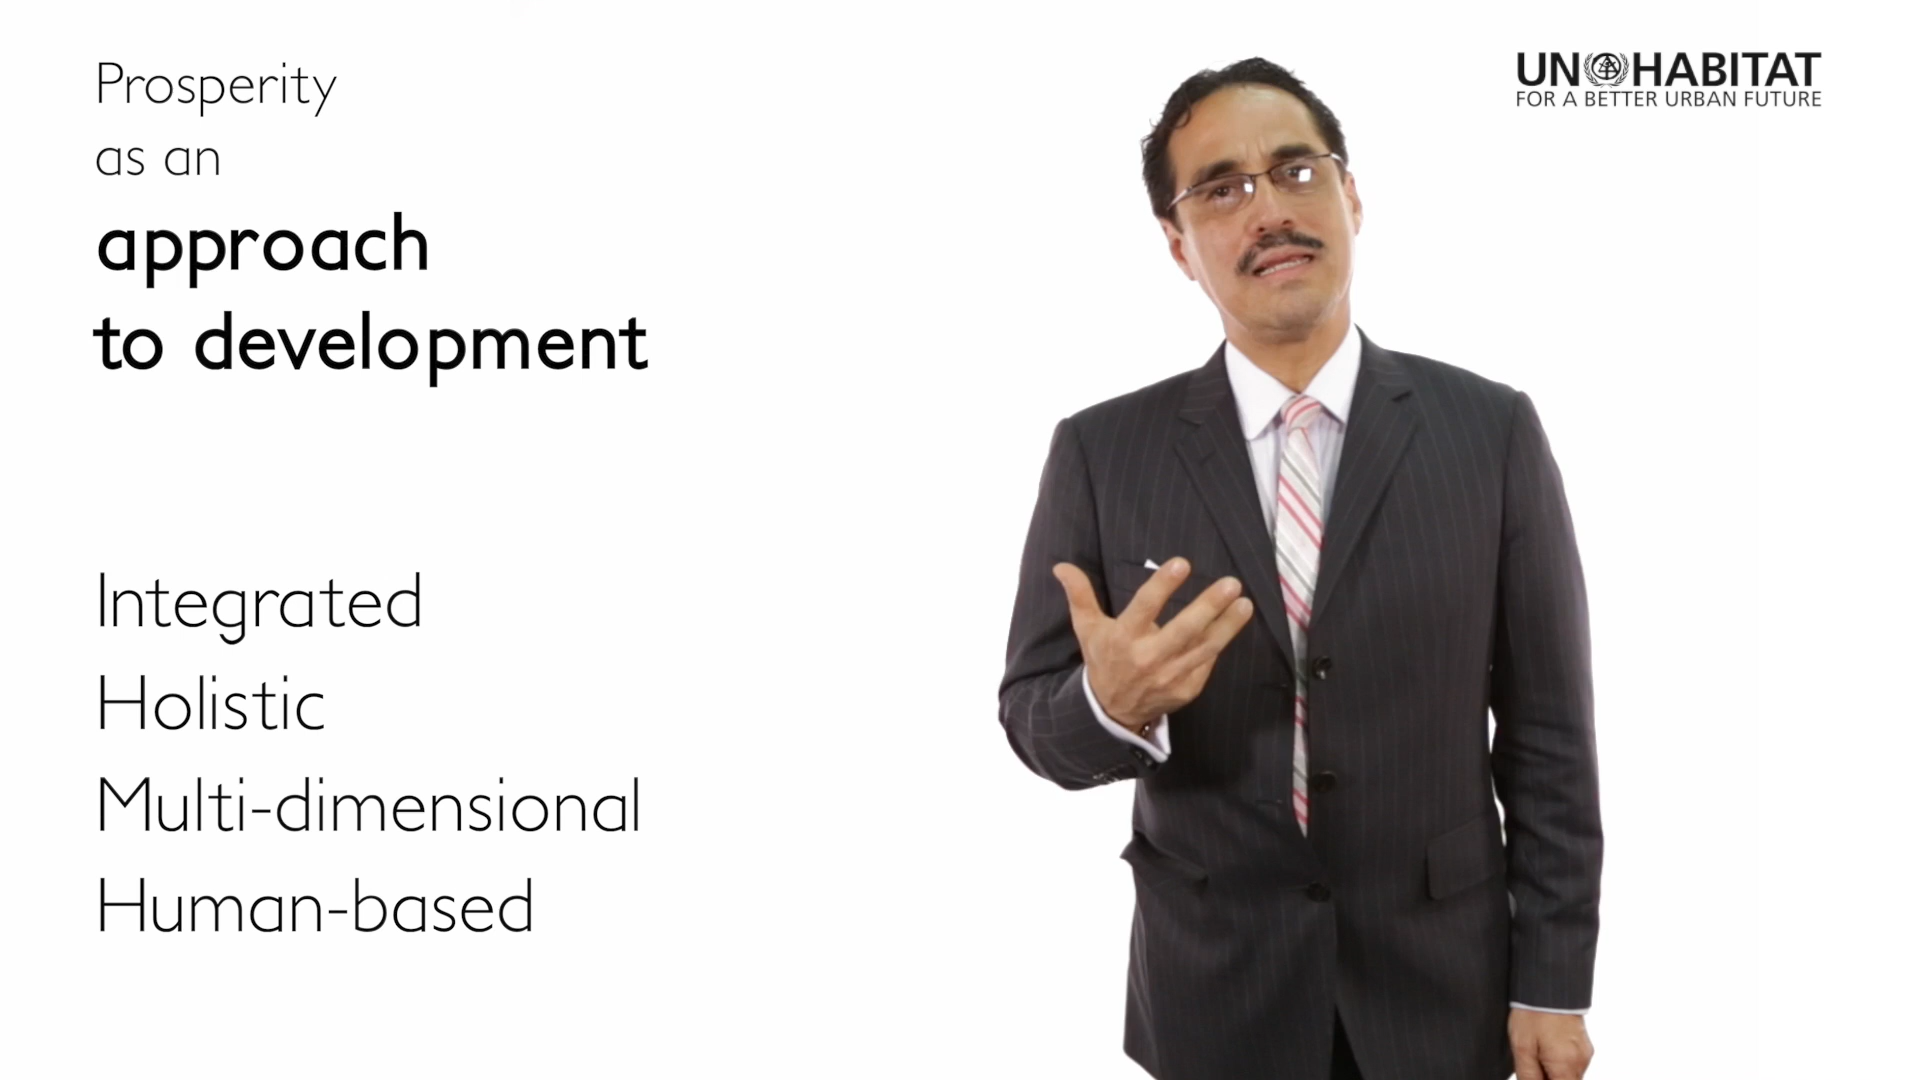 Prosperity
as an
approach
to development
Integrated
Holistic
Multi-dimensional
Human-based
UN HABITAT
FOR A BETTER URBAN FUTURE